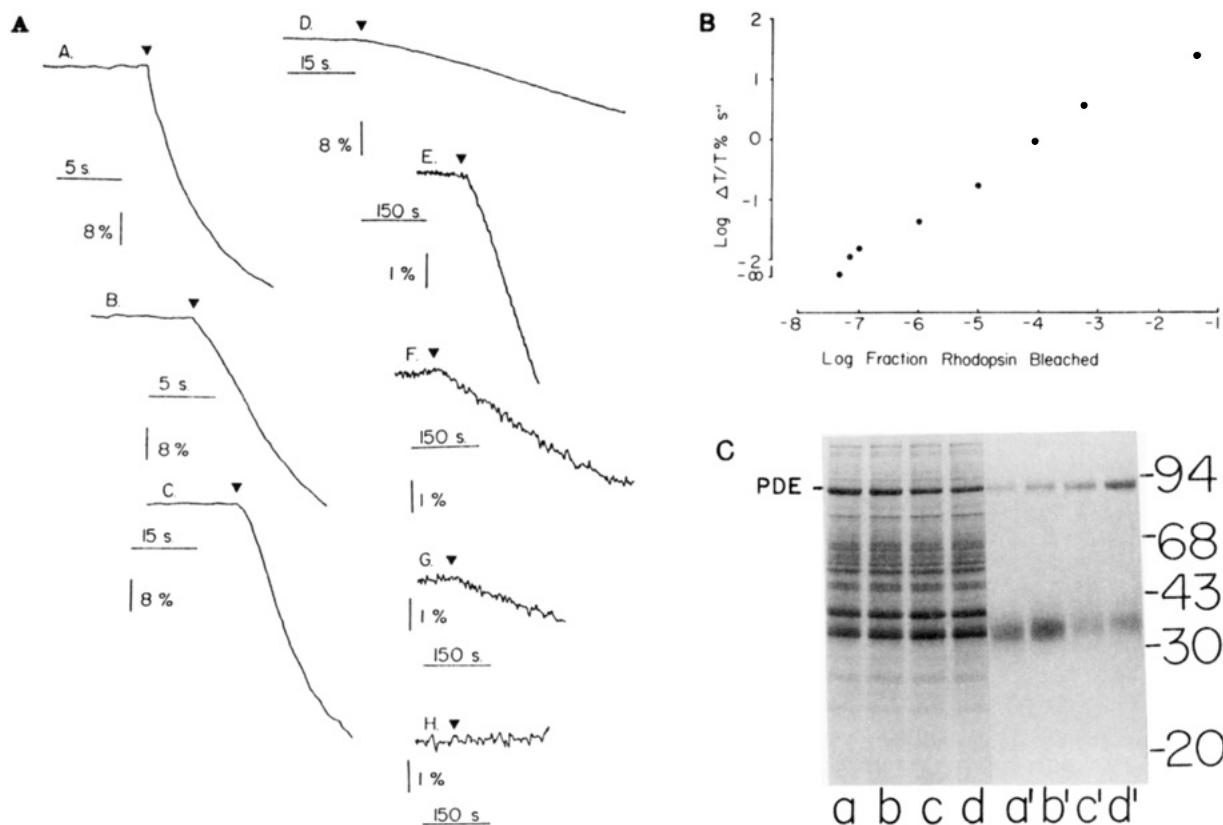 A
A.
5 s.
8 %
B.
5 s.
8 %
C.
15 s.
8 %
D.
15 s.
8 %
E.
150 s.
1 %
F.
150 s.
1 %
G.
1 %
150 s.
H.
1 %
150 s.
B
Log ΔT/T % s⁻¹
2
1
0
-1
-2
-∞
-8 -7 -6 -5 -4 -3 -2 -1
Log Fraction Rhodopsin Bleached
C
PDE -
-94
-68
-43
-30
-20
a b c d a' b' c' d'